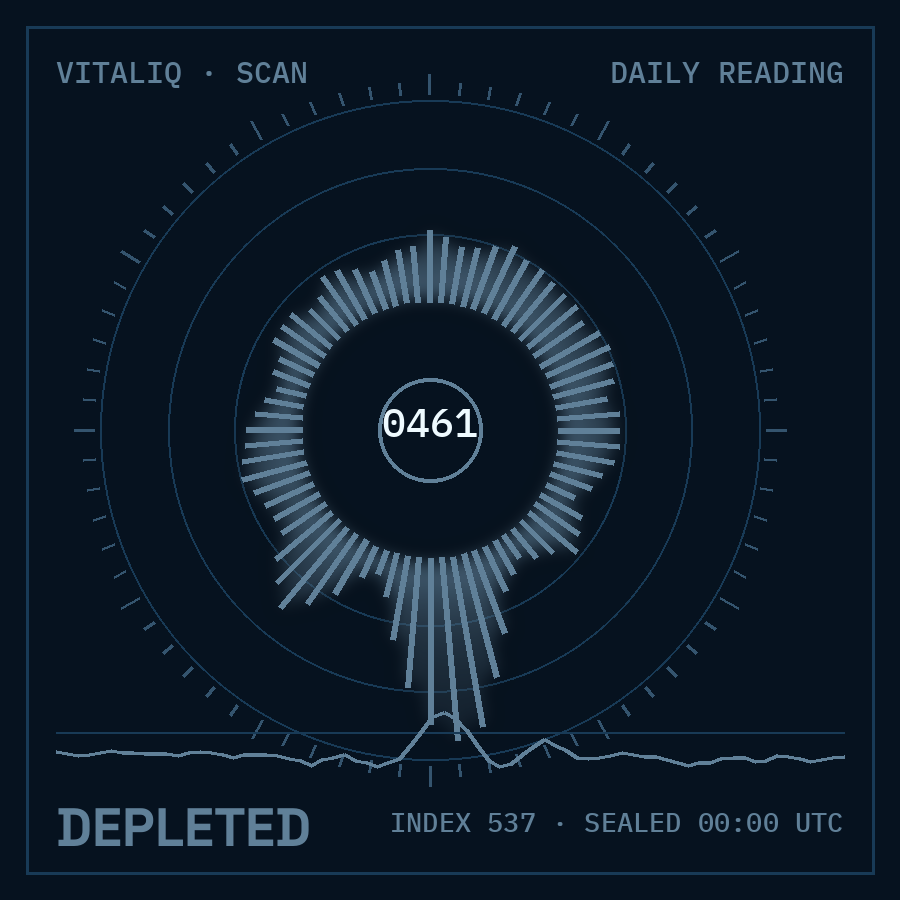 VITALIQ · SCAN
DAILY READING
0461
DEPLETED
INDEX 537 · SEALED 00:00 UTC